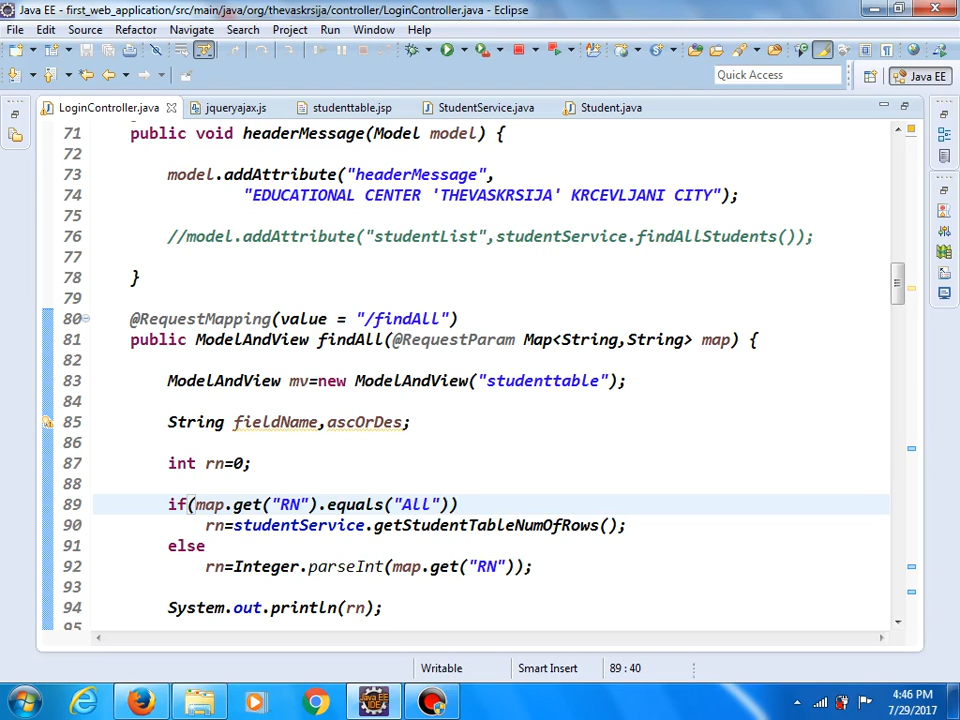 Java EE - first_web_application/src/main/java/org/thevaskrsija/controller/LoginController.java - Eclipse
File Edit Source Refactor Navigate Search Project Run Window Help
Quick Access
Java EE
LoginController.java jqueryajax.js studenttable.jsp StudentService.java Student.java
71 public void headerMessage(Model model) {
72
73 model.addAttribute("headerMessage",
74 "EDUCATIONAL CENTER 'THEVASKRSIJA' KRCEVLJANI CITY");
75
76 //model.addAttribute("studentList",studentService.findAllStudents());
77
78 }
79
80 @RequestMapping(value = "/findAll")
81 public ModelAndView findAll(@RequestParam Map<String,String> map) {
82
83 ModelAndView mv=new ModelAndView("studenttable");
84
85 String fieldName,ascOrDes;
86
87 int rn=0;
88
89 if(map.get("RN").equals("All"))
90 rn=studentService.getStudentTableNumOfRows();
91 else
92 rn=Integer.parseInt(map.get("RN"));
93
94 System.out.println(rn);
95
Writable Smart Insert 89 : 40
4:46 PM
7/29/2017